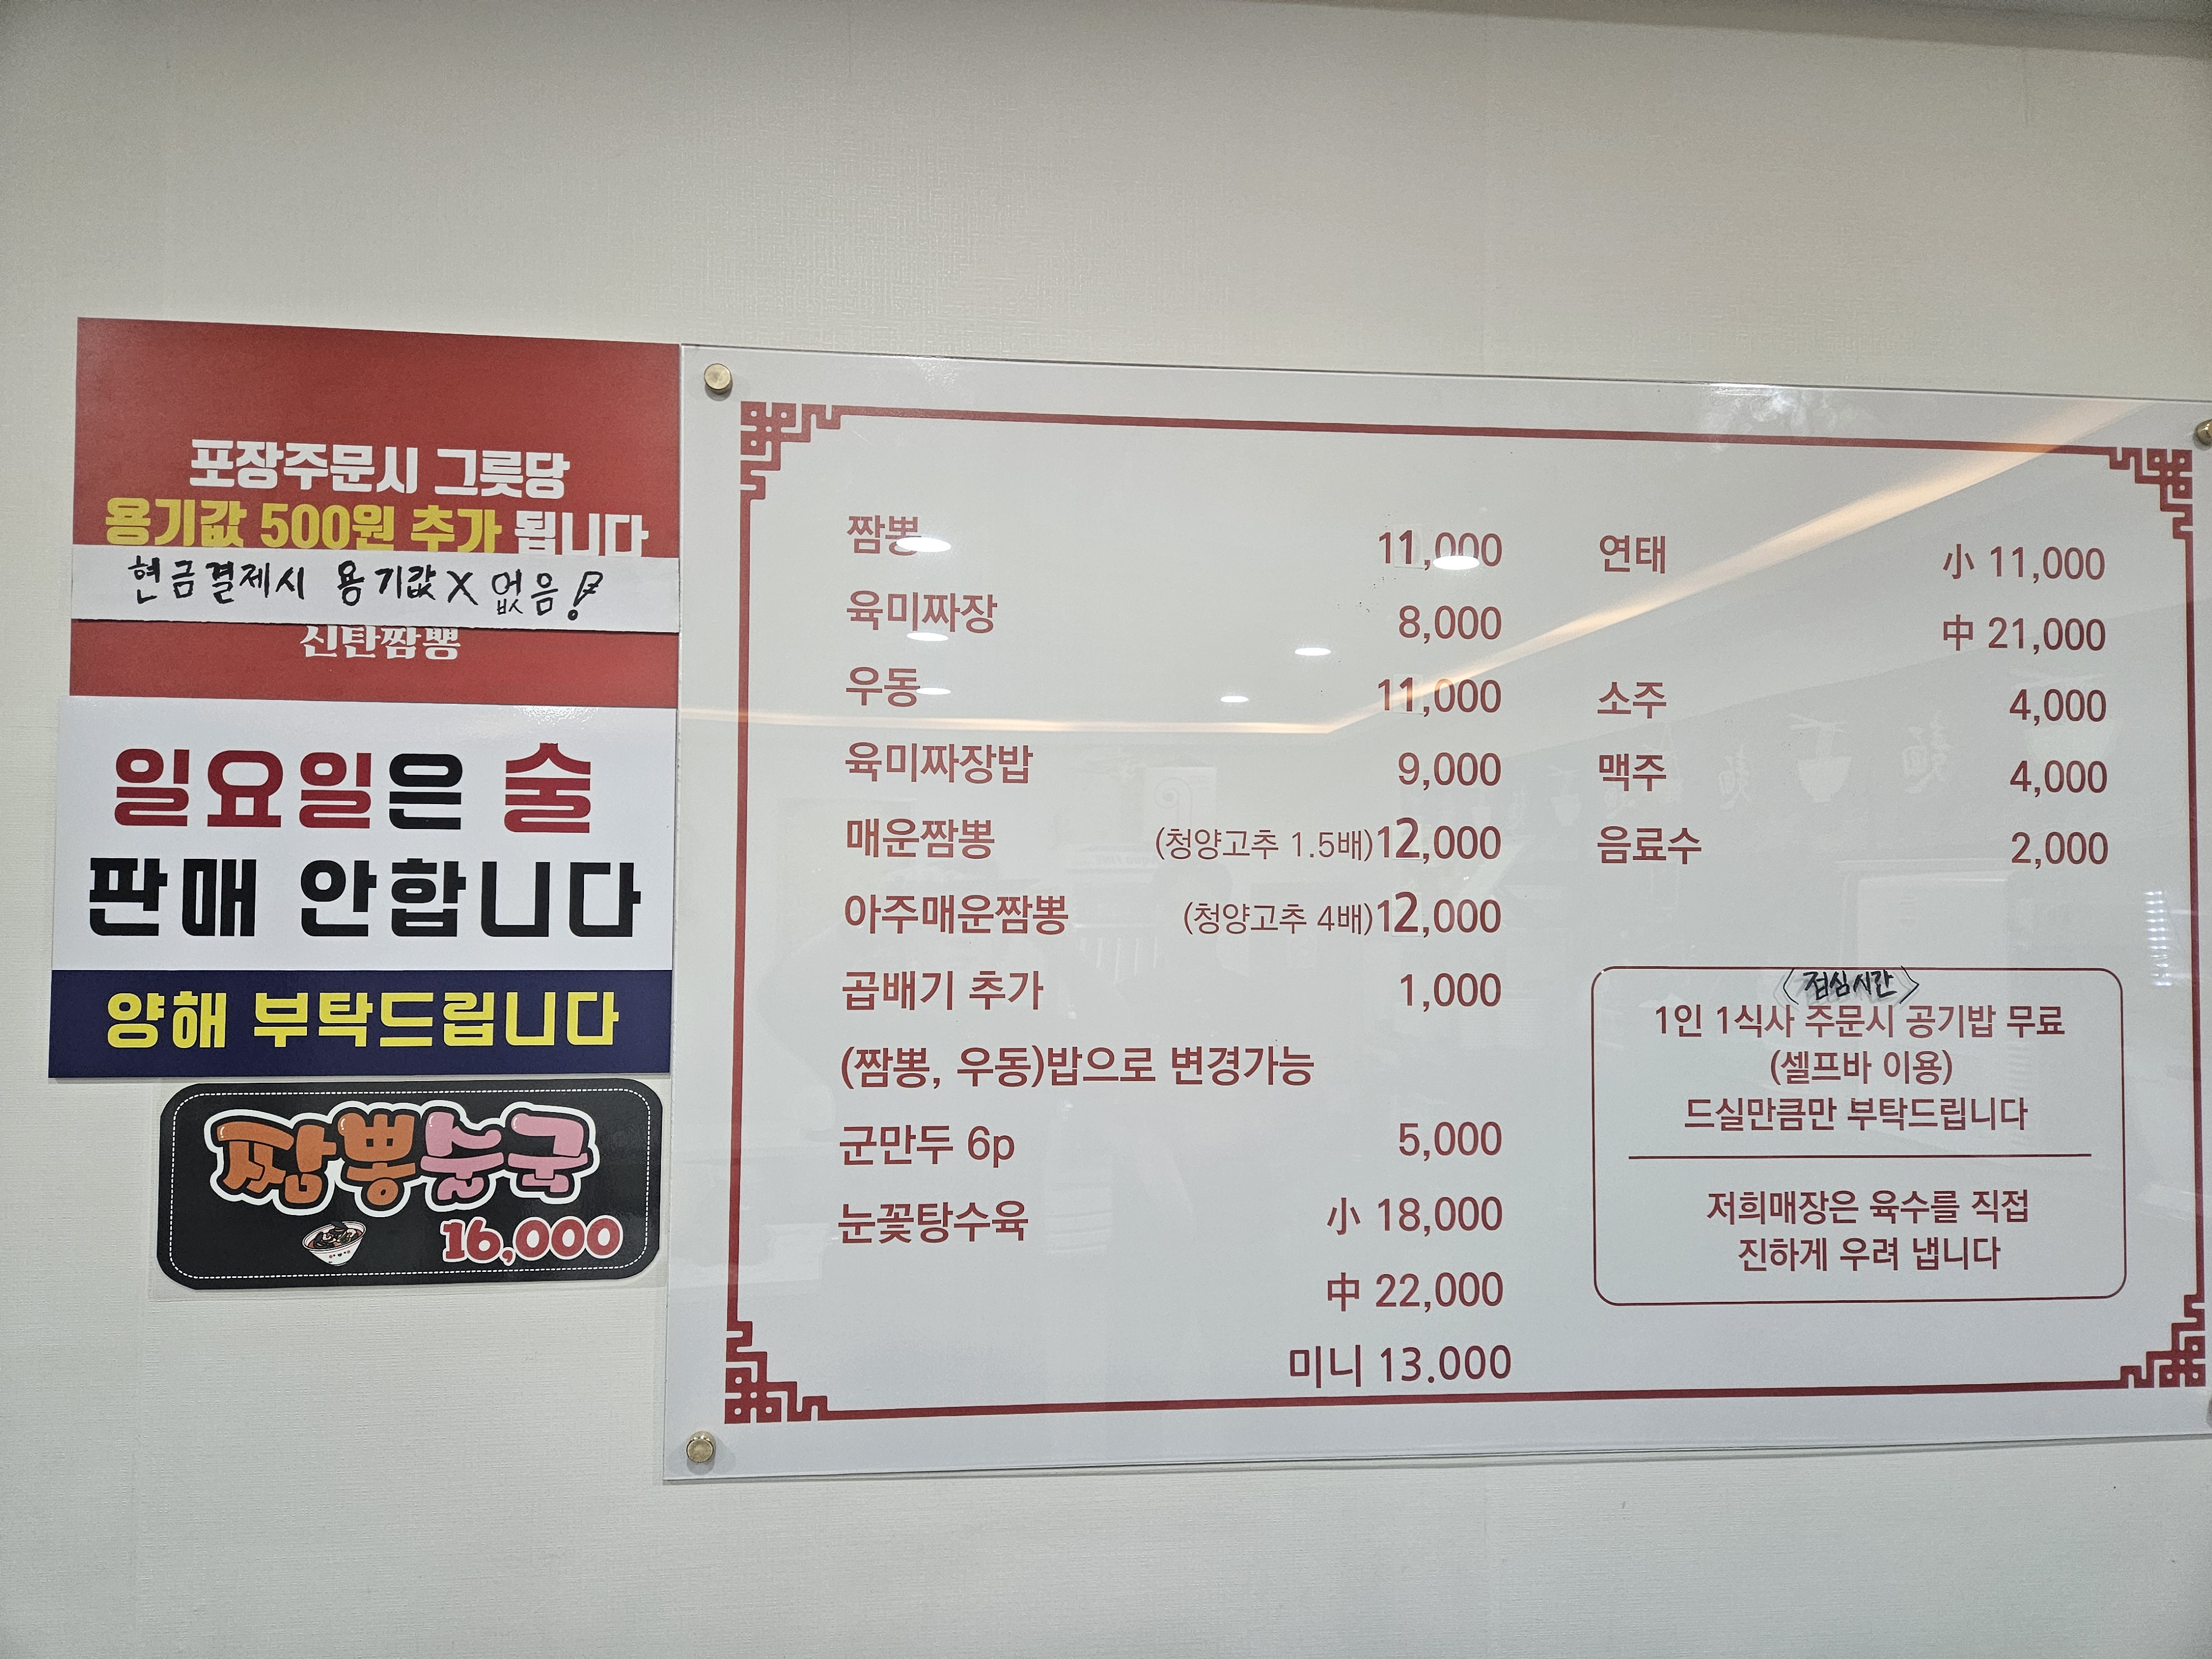 포장주문시 그릇당
용기값 500원 추가 됩니다
현금결제시 용기값 X 없음!
신탄짬뽕
일요일은 술
판매 안합니다
양해 부탁드립니다
짬뽕순국
16,000
짬뽕 11,000
육미짜장 8,000
우동 11,000
육미짜장밥 9,000
매운짬뽕 (청양고추 1.5배)12,000
아주매운짬뽕 (청양고추 4배)12,000
곱배기 추가 1,000
(짬뽕, 우동)밥으로 변경가능
군만두 6p 5,000
눈꽃탕수육 小 18,000
中 22,000
미니 13.000
연태 小 11,000
中 21,000
소주 4,000
맥주 4,000
음료수 2,000
<점심시간>
1인 1식사 주문시 공기밥 무료
(셀프바 이용)
드실만큼만 부탁드립니다
저희매장은 육수를 직접
진하게 우려 냅니다